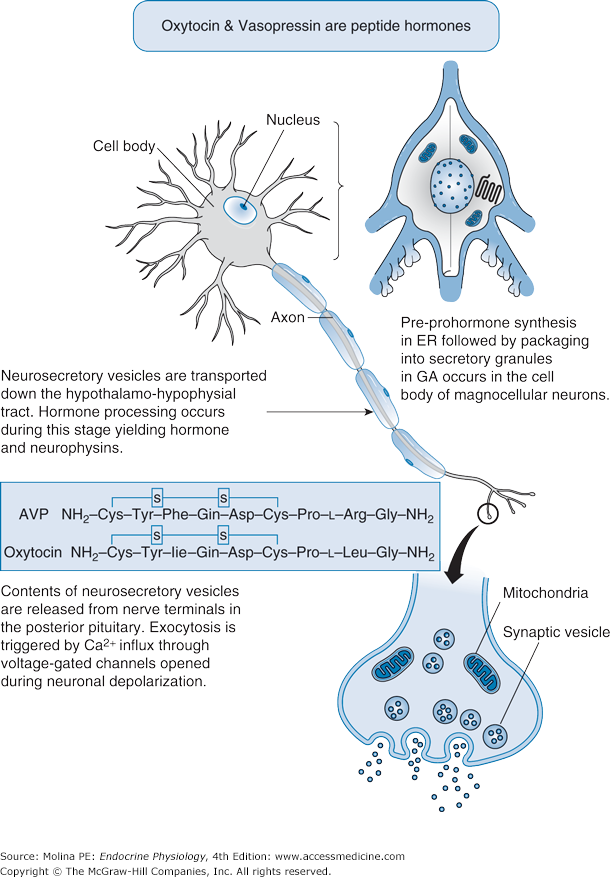 Oxytocin & Vasopressin are peptide hormones
Nucleus
Cell body
Axon
Pre-prohormone synthesis
in ER followed by packaging
into secretory granules
in GA occurs in the cell
body of magnocellular neurons.
Neurosecretory vesicles are transported
down the hypothalamo-hypophysial
tract. Hormone processing occurs
during this stage yielding hormone
and neurophysins.
S S
AVP NH2–Cys–Tyr–Phe–Gin–Asp–Cys–Pro–L–Arg–Gly–NH2
S S
Oxytocin NH2–Cys–Tyr–Iie–Gin–Asp–Cys–Pro–L–Leu–Gly–NH2
Contents of neurosecretory vesicles
are released from nerve terminals in
the posterior pituitary. Exocytosis is
triggered by Ca2+ influx through
voltage-gated channels opened
during neuronal depolarization.
Mitochondria
Synaptic vesicle
Source: Molina PE: Endocrine Physiology, 4th Edition: www.accessmedicine.com
Copyright © The McGraw-Hill Companies, Inc. All rights reserved.